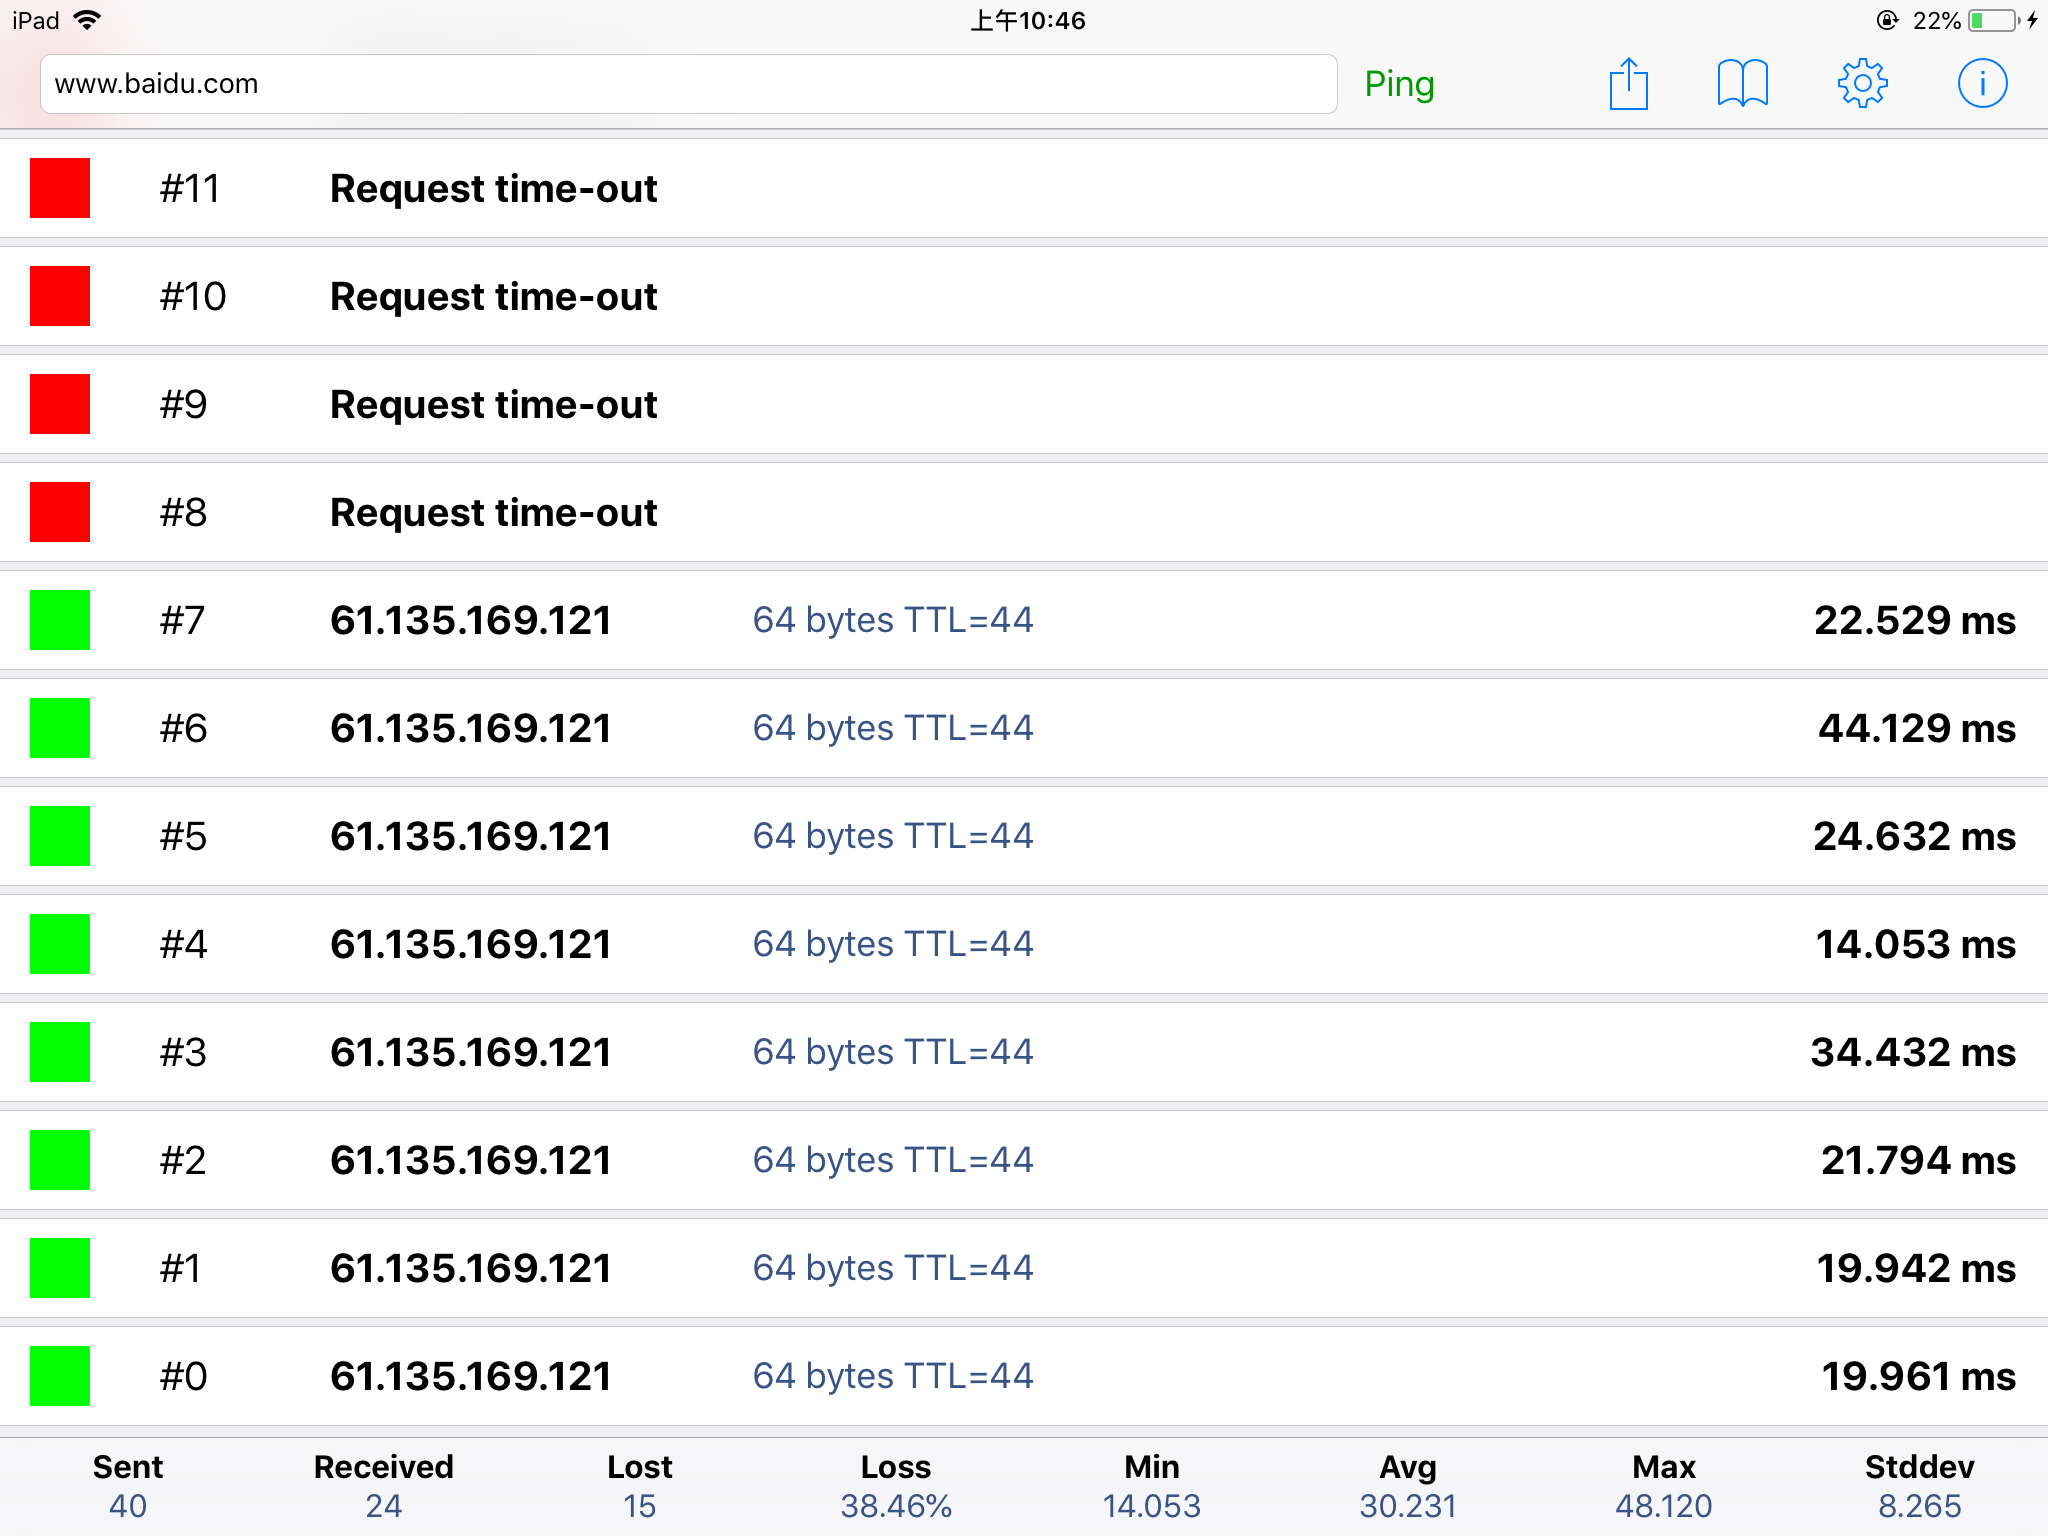 iPad 上午10:46 22%
www.baidu.com Ping
#11 Request time-out
#10 Request time-out
#9 Request time-out
#8 Request time-out
#7 61.135.169.121 64 bytes TTL=44 22.529 ms
#6 61.135.169.121 64 bytes TTL=44 44.129 ms
#5 61.135.169.121 64 bytes TTL=44 24.632 ms
#4 61.135.169.121 64 bytes TTL=44 14.053 ms
#3 61.135.169.121 64 bytes TTL=44 34.432 ms
#2 61.135.169.121 64 bytes TTL=44 21.794 ms
#1 61.135.169.121 64 bytes TTL=44 19.942 ms
#0 61.135.169.121 64 bytes TTL=44 19.961 ms
Sent Received Lost Loss Min Avg Max Stddev
40 24 15 38.46% 14.053 30.231 48.120 8.265